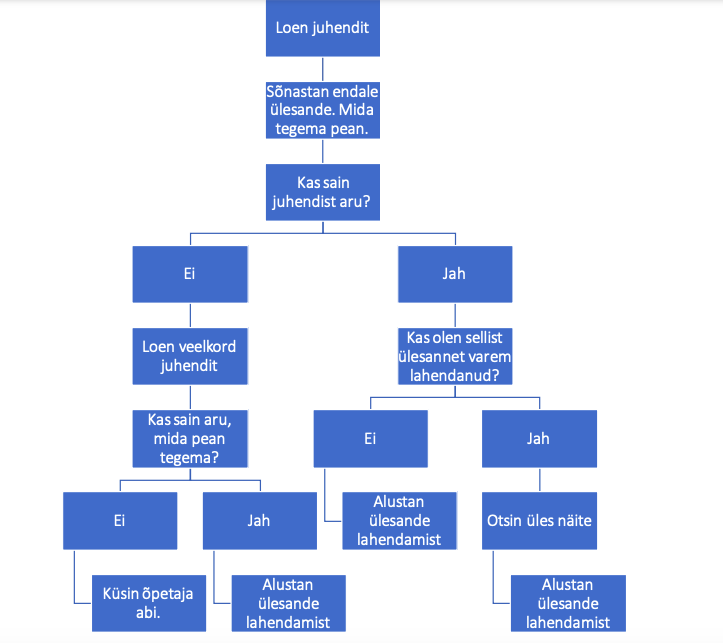 Loen juhendit
Sõnastan endale
ülesande. Mida
tegema pean.
Kas sain
juhendist aru?
Ei
Jah
Loen veelkord
juhendit
Kas olen sellist
ülesannet varem
lahendanud?
Kas sain aru,
mida pean
tegema?
Ei
Jah
Ei
Jah
Alustan
ülesande
lahendamist
Otsin üles näite
Küsin õpetaja
abi.
Alustan
ülesande
lahendamist
Alustan
ülesande
lahendamist